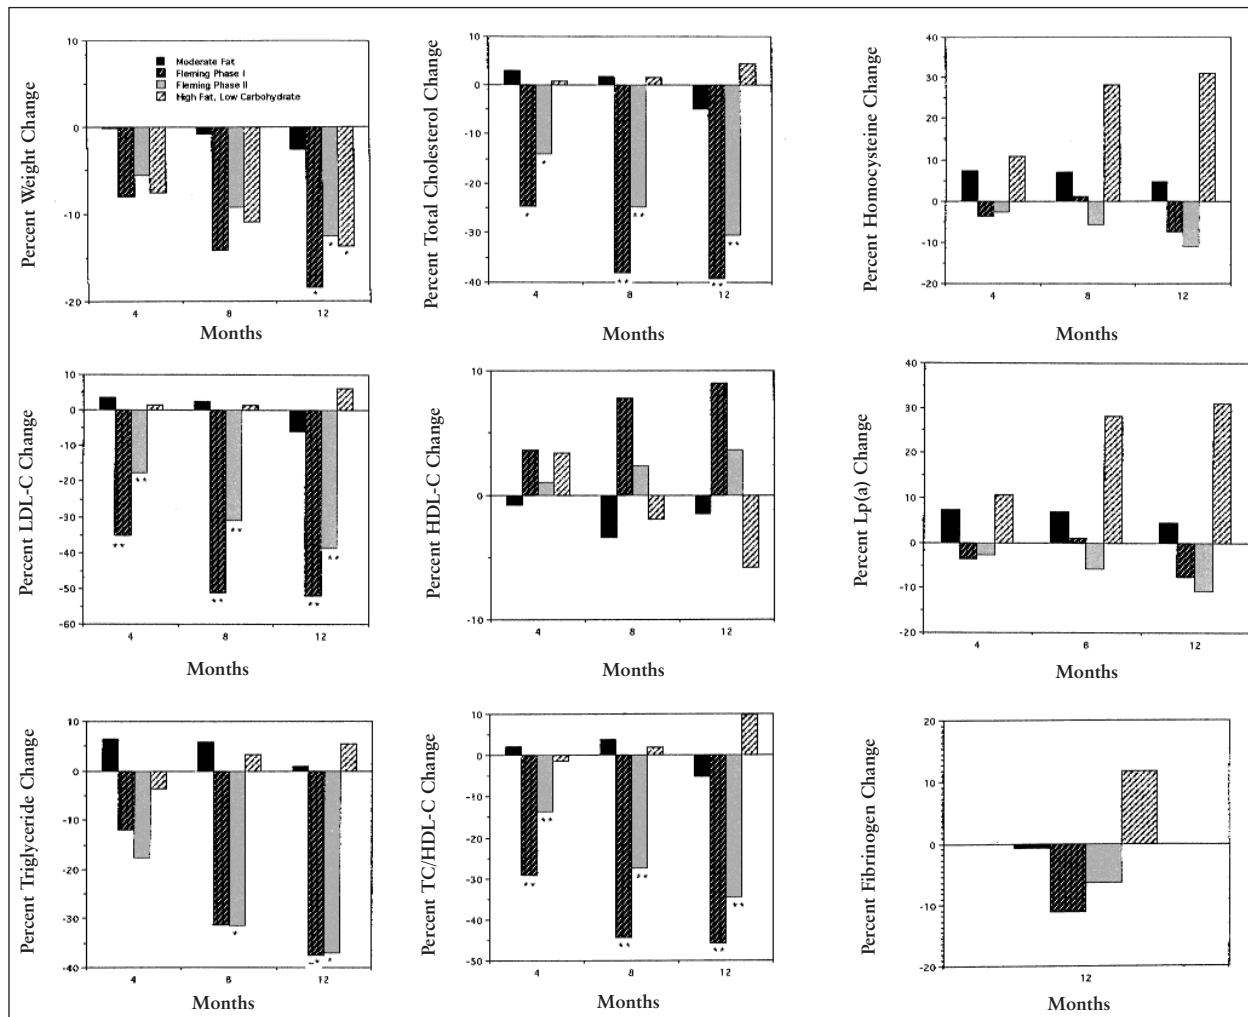 Percent Weight Change
10
0
-10
-20
Moderate Fat
Fleming Phase I
Fleming Phase II
High Fat, Low Carbohydrate
*
*
*
4 8 12
Months
Percent Total Cholesterol Change
10
0
-10
-20
-30
-40
*
*
**
**
**
**
4 8 12
Months
Percent Homocysteine Change
40
30
20
10
0
-10
-20
4 8 12
Months
Percent LDL-C Change
10
0
-10
-20
-30
-40
-50
-60
**
**
**
**
**
**
4 8 12
Months
Percent HDL-C Change
10
0
-10
4 8 12
Months
Percent Lp(a) Change
40
30
20
10
0
-10
-20
4 8 12
Months
Percent Triglyceride Change
10
0
-10
-20
-30
-40
*
**
*
4 8 12
Months
Percent TC/HDL-C Change
10
0
-10
-20
-30
-40
-50
**
**
**
**
**
**
4 8 12
Months
Percent Fibrinogen Change
20
10
0
-10
-20
12
Months